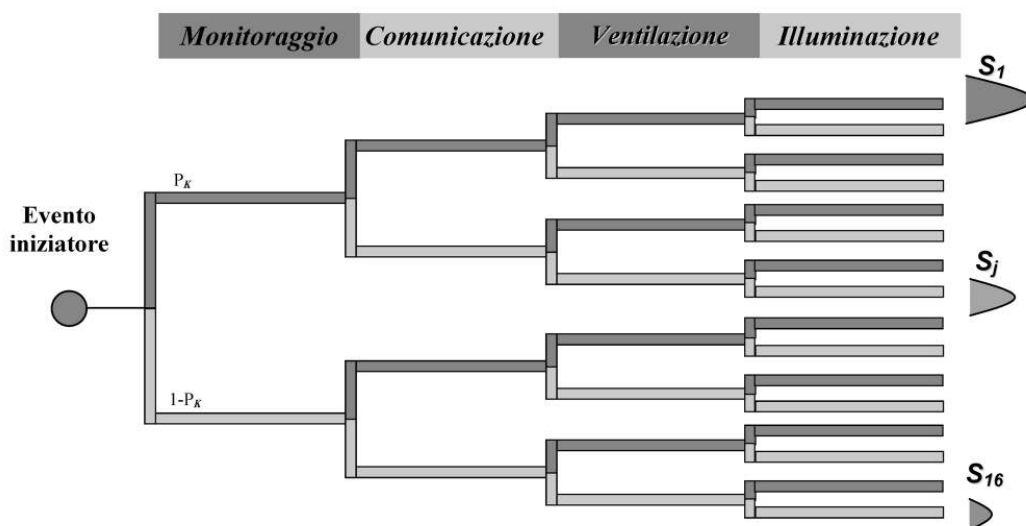 Monitoraggio Comunicazione Ventilazione Illuminazione
S1
PK
Evento
iniziatore
Sj
1-PK
S16